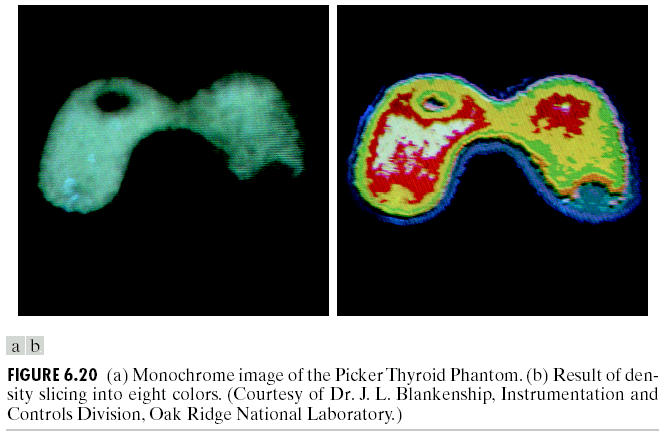 a b
FIGURE 6.20 (a) Monochrome image of the Picker Thyroid Phantom. (b) Result of den-
sity slicing into eight colors. (Courtesy of Dr. J. L. Blankenship, Instrumentation and
Controls Division, Oak Ridge National Laboratory.)